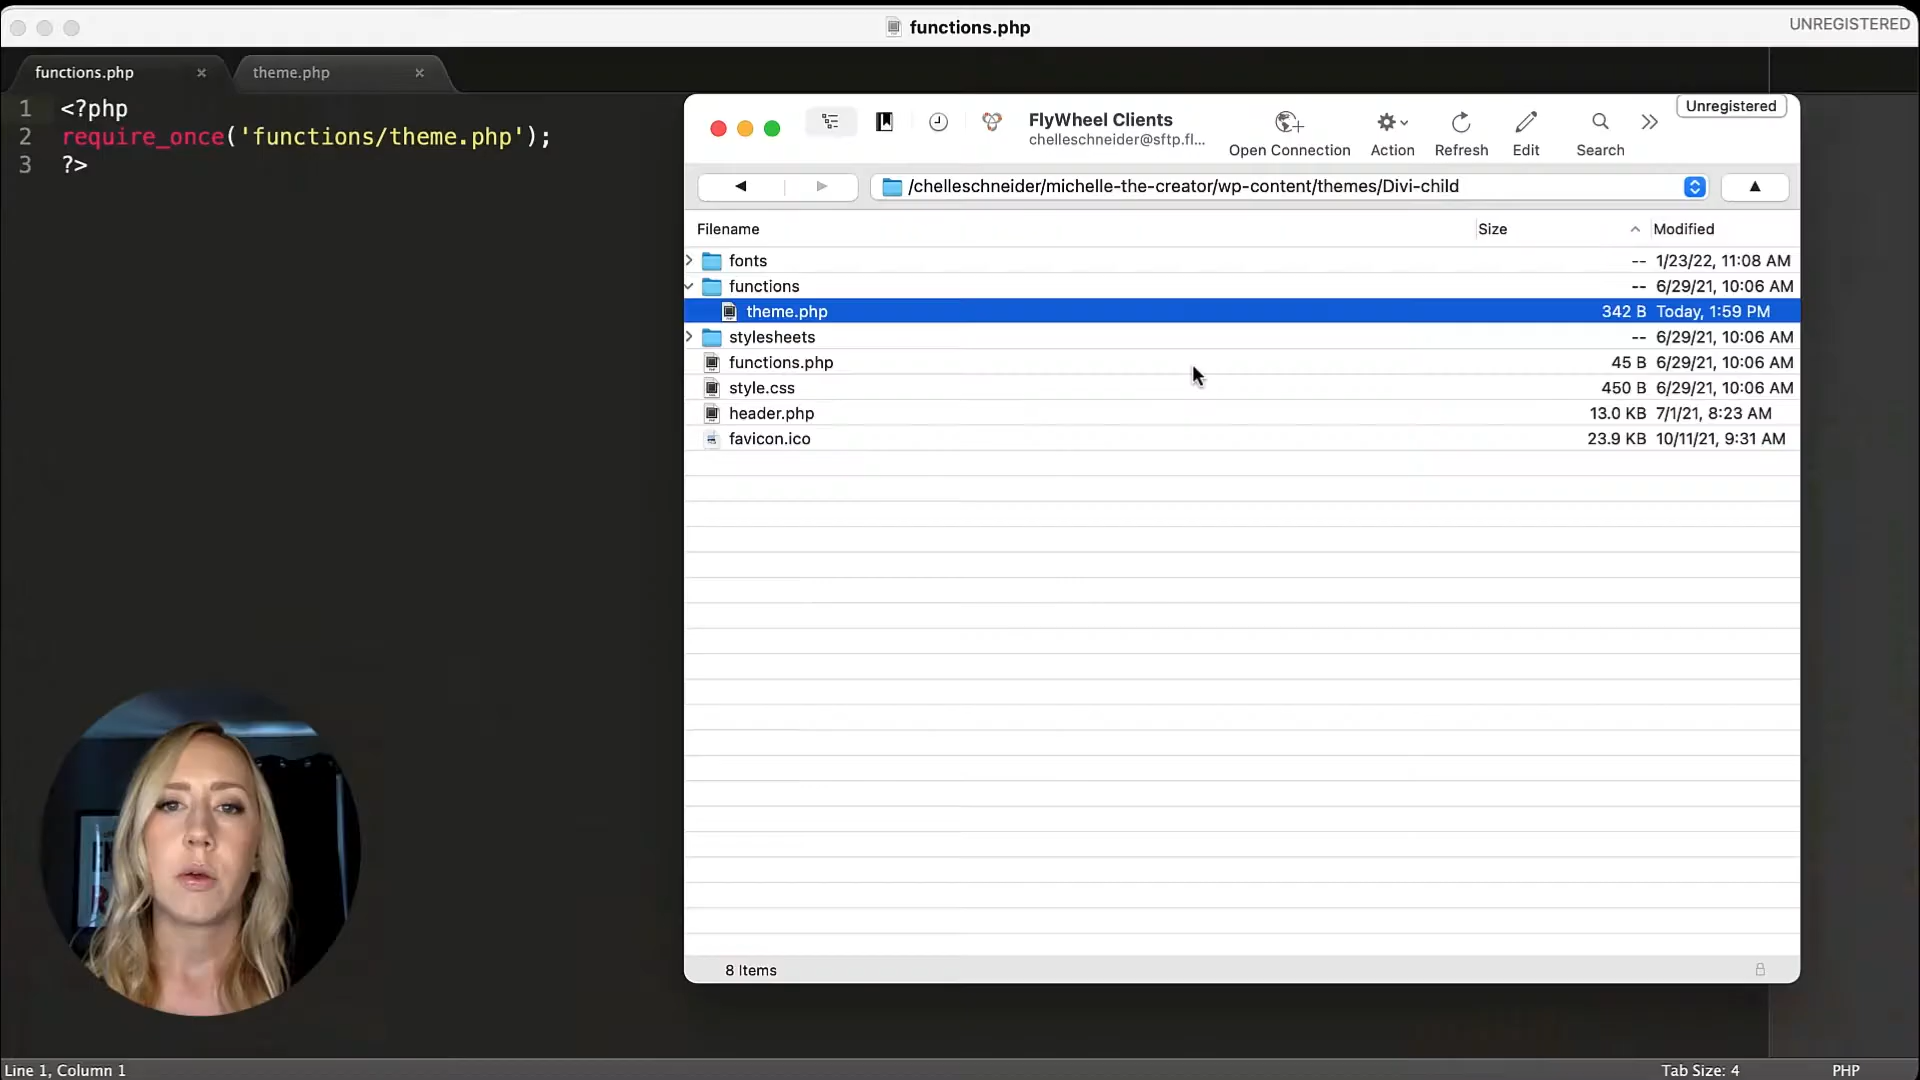 functions.php
UNREGISTERED
functions.php
theme.php
1 <?php
2 require_once('functions/theme.php');
3 ?>
Unregistered
FlyWheel Clients
chelleschneider@sftp.fl...
Open Connection
Action
Refresh
Edit
Search
/chelleschneider/michelle-the-creator/wp-content/themes/Divi-child
Filename Size Modified
fonts -- 1/23/22, 11:08 AM
functions -- 6/29/21, 10:06 AM
theme.php 342 B Today, 1:59 PM
stylesheets -- 6/29/21, 10:06 AM
functions.php 45 B 6/29/21, 10:06 AM
style.css 450 B 6/29/21, 10:06 AM
header.php 13.0 KB 7/1/21, 8:23 AM
favicon.ico 23.9 KB 10/11/21, 9:31 AM
8 Items
Line 1, Column 1
Tab Size: 4
PHP